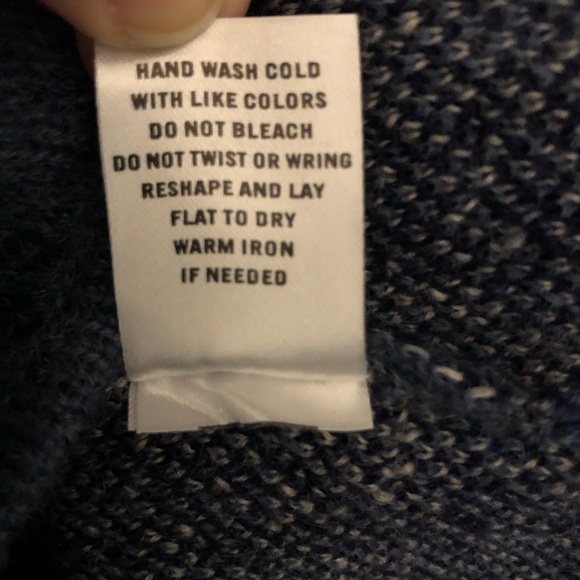 HAND WASH COLD
WITH LIKE COLORS
DO NOT BLEACH
DO NOT TWIST OR WRING
RESHAPE AND LAY
FLAT TO DRY
WARM IRON
IF NEEDED